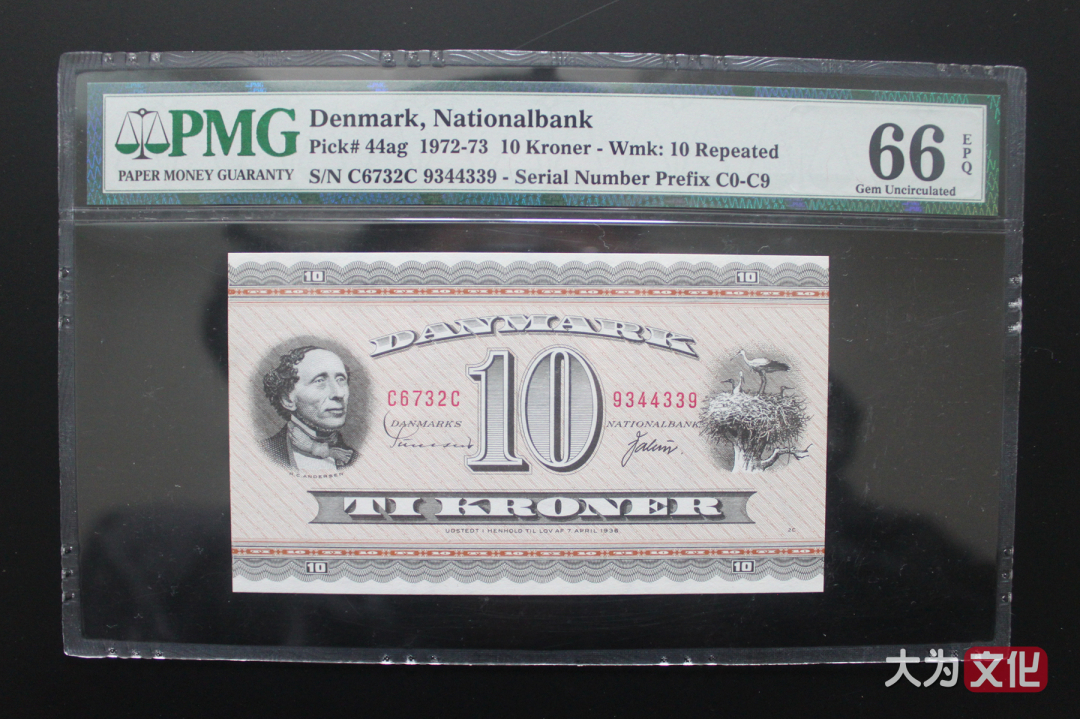 PMG
PAPER MONEY GUARANTY
Denmark, Nationalbank
Pick# 44ag 1972-73 10 Kroner - Wmk: 10 Repeated
S/N C6732C 9344339 - Serial Number Prefix C0-C9
66 EPQ
Gem Uncirculated
10 10
DANMARK
C6732C 10 9344339
DANMARKS NATIONALBANK
H.C. ANDERSEN
TI KRONER
UDSTEDT I HENHOLD TIL LOV AF 7. APRIL 1936.
10 10
大为文化